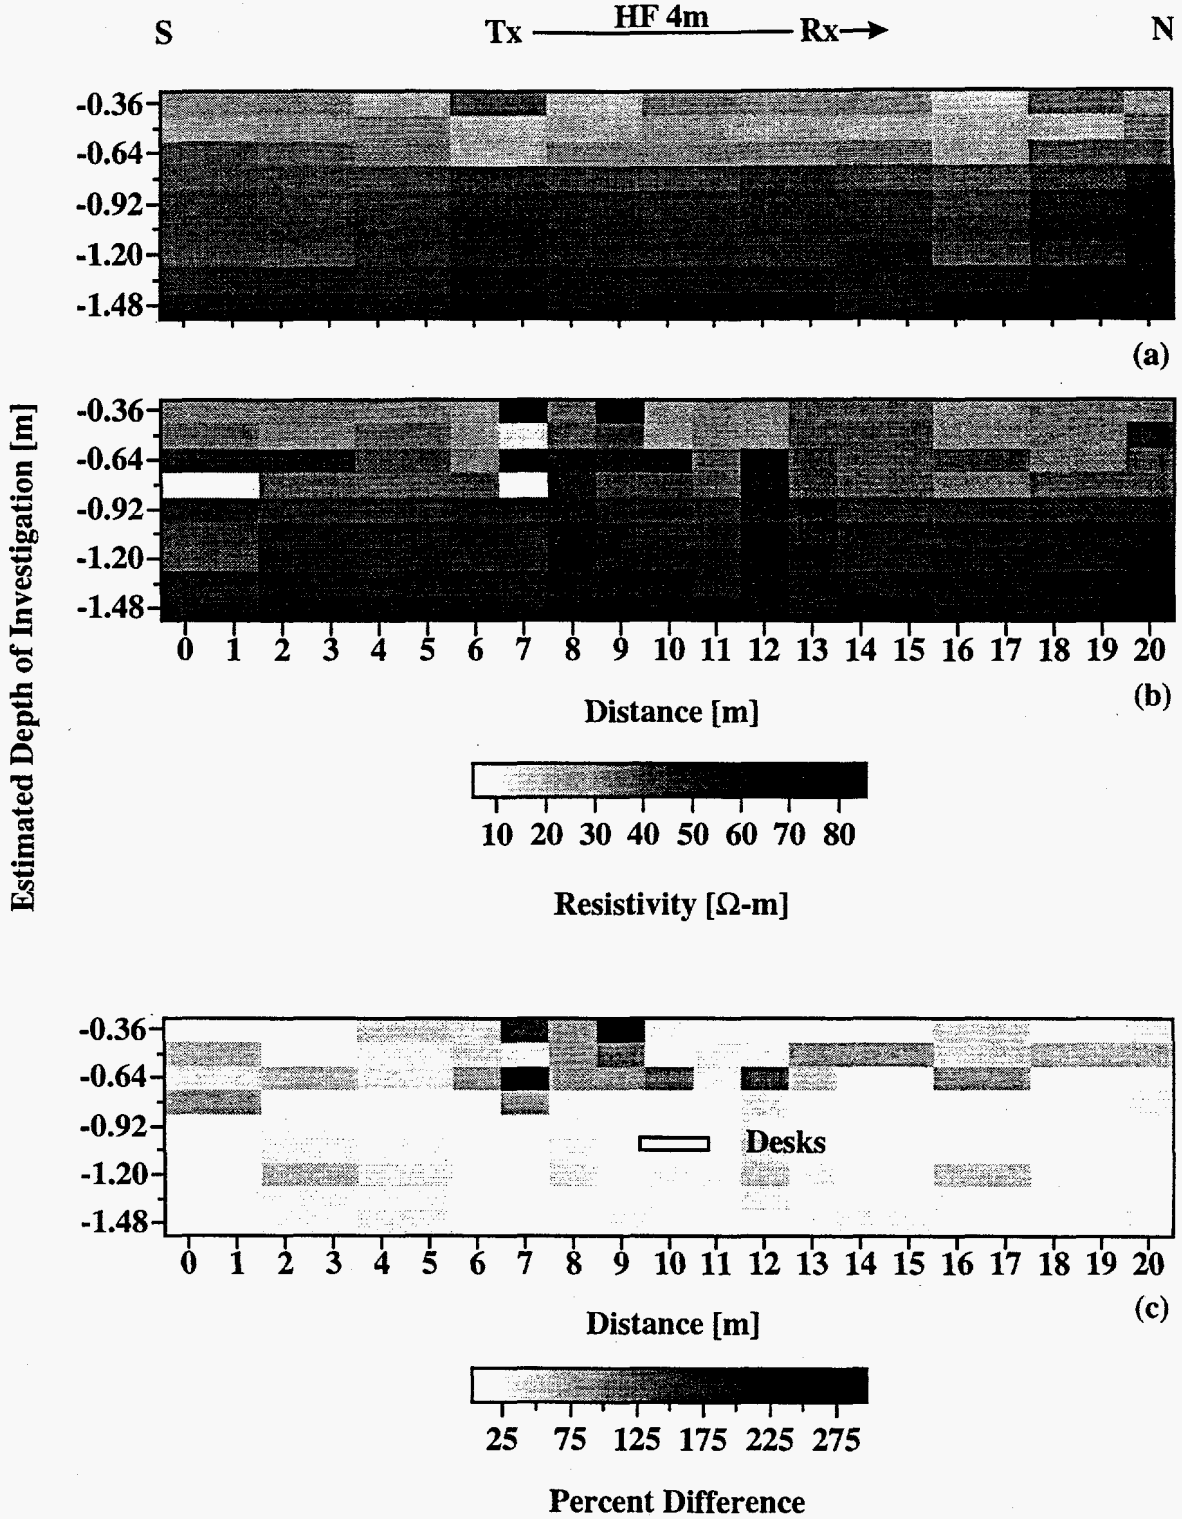 S Tx HF 4m Rx N
-0.36
-0.64
-0.92
-1.20
-1.48
(a)
Estimated Depth of Investigation [m]
-0.36
-0.64
-0.92
-1.20
-1.48
0 1 2 3 4 5 6 7 8 9 10 11 12 13 14 15 16 17 18 19 20
(b)
Distance [m]
10 20 30 40 50 60 70 80
Resistivity [Ω-m]
-0.36
-0.64
-0.92
Desks
-1.20
-1.48
0 1 2 3 4 5 6 7 8 9 10 11 12 13 14 15 16 17 18 19 20
(c)
Distance [m]
25 75 125 175 225 275
Percent Difference